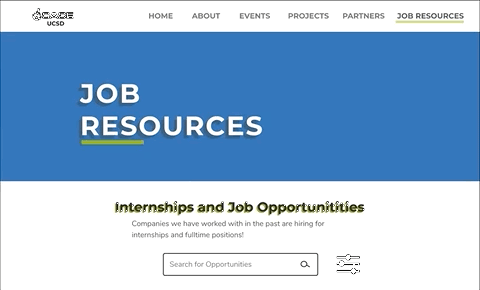 UCSD
HOME ABOUT EVENTS PROJECTS PARTNERS JOB RESOURCES
JOB
RESOURCES
Internships and Job Opportunitities
Companies we have worked with in the past are hiring for
internships and fulltime positions!
Search for Opportunities